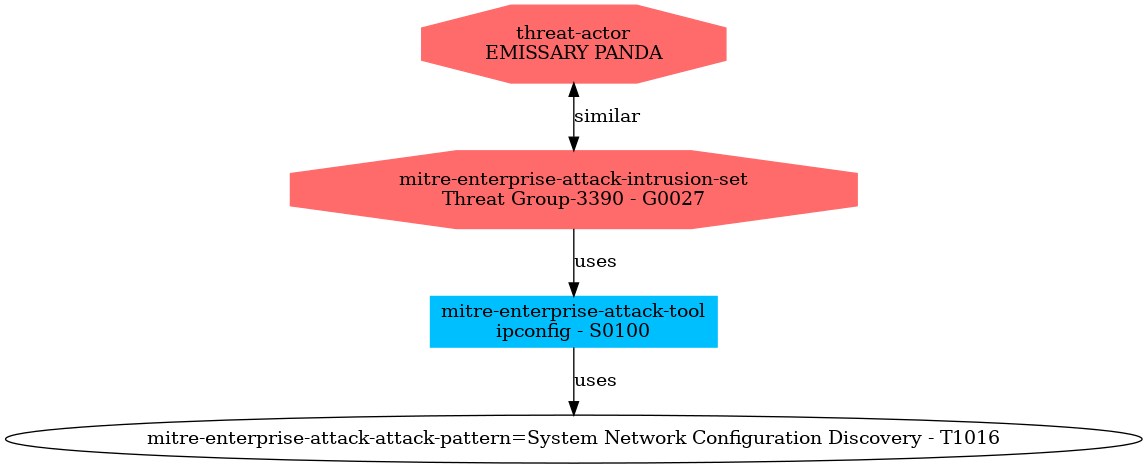 threat-actor
EMISSARY PANDA
similar
mitre-enterprise-attack-intrusion-set
Threat Group-3390 - G0027
uses
mitre-enterprise-attack-tool
ipconfig - S0100
uses
mitre-enterprise-attack-attack-pattern=System Network Configuration Discovery - T1016